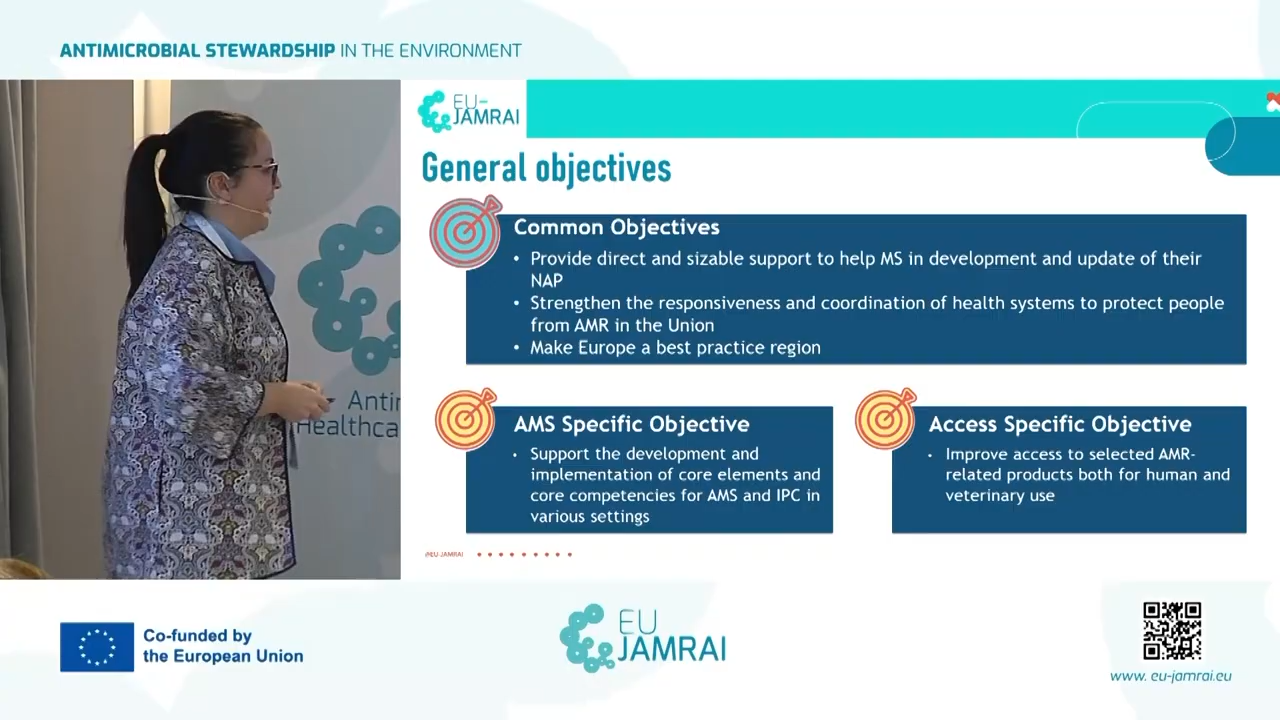 ANTIMICROBIAL STEWARDSHIP IN THE ENVIRONMENT
EU-
JAMRAI
General objectives
Common Objectives
• Provide direct and sizable support to help MS in development and update of their
NAP
• Strengthen the responsiveness and coordination of health systems to protect people
from AMR in the Union
• Make Europe a best practice region
AMS Specific Objective
• Support the development and
implementation of core elements and
core competencies for AMS and IPC in
various settings
Access Specific Objective
• Improve access to selected AMR-
related products both for human and
veterinary use
Anti
Healthca
#EU-JAMRAI
Co-funded by
the European Union
EU
JAMRAI
www. eu-jamrai.eu